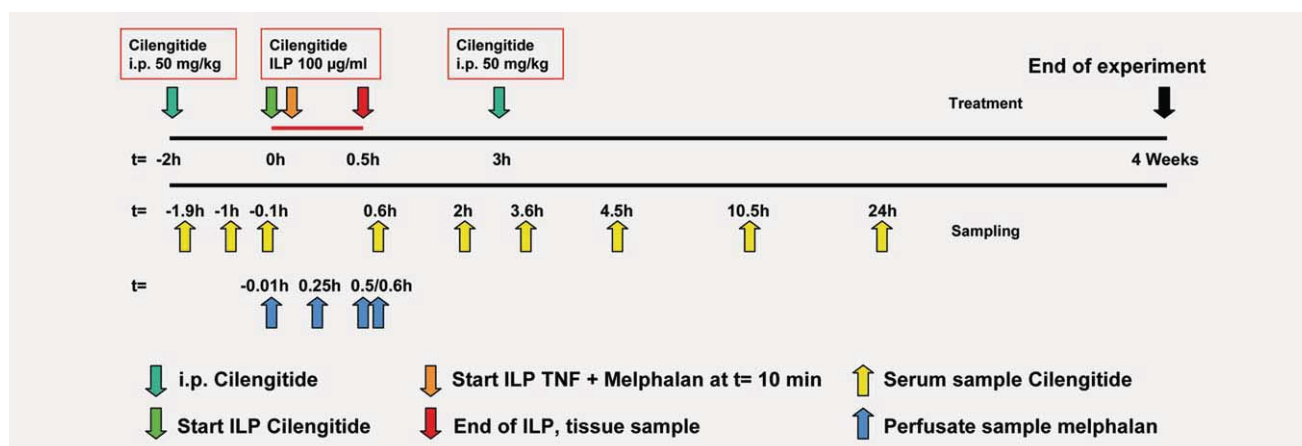 Cilengitide
i.p. 50 mg/kg
Cilengitide
ILP 100 µg/ml
Cilengitide
i.p. 50 mg/kg
End of experiment
Treatment
t= -2h 0h 0.5h 3h 4 Weeks
t= -1.9h -1h -0.1h 0.6h 2h 3.6h 4.5h 10.5h 24h
Sampling
t= -0.01h 0.25h 0.5/0.6h
i.p. Cilengitide
Start ILP TNF + Melphalan at t= 10 min
Serum sample Cilengitide
Start ILP Cilengitide
End of ILP, tissue sample
Perfusate sample melphalan